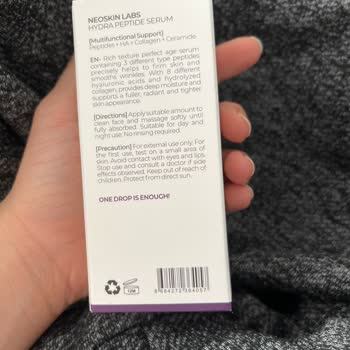 NEOSKIN LABS
HYDRA PEPTIDE SERUM
[Multifunctional Support]
Peptides + HA + Collagen + Ceramide
EN- Rich texture perfect age serum
containing 3 different type peptides
precisely helps to firm skin and
smooths, wrinkles. With 8 different
hyaluronic acids and hydrolyzed
collagen, provides deep moisture and
supports a fuller, radiant and tighter
skin appearance.
[Directions] Apply suitable amount to
clean face and massage softly until
fully absorbed. Suitable for day and
night use. No rinsing required.
[Precaution] For external use only. For
the first use, test on a small area of
skin. Avoid contact with eyes and lips.
Stop use and consult a doctor if side
effects observed. Keep out of reach of
children. Protect from direct sun.
ONE DROP IS ENOUGH!
12M